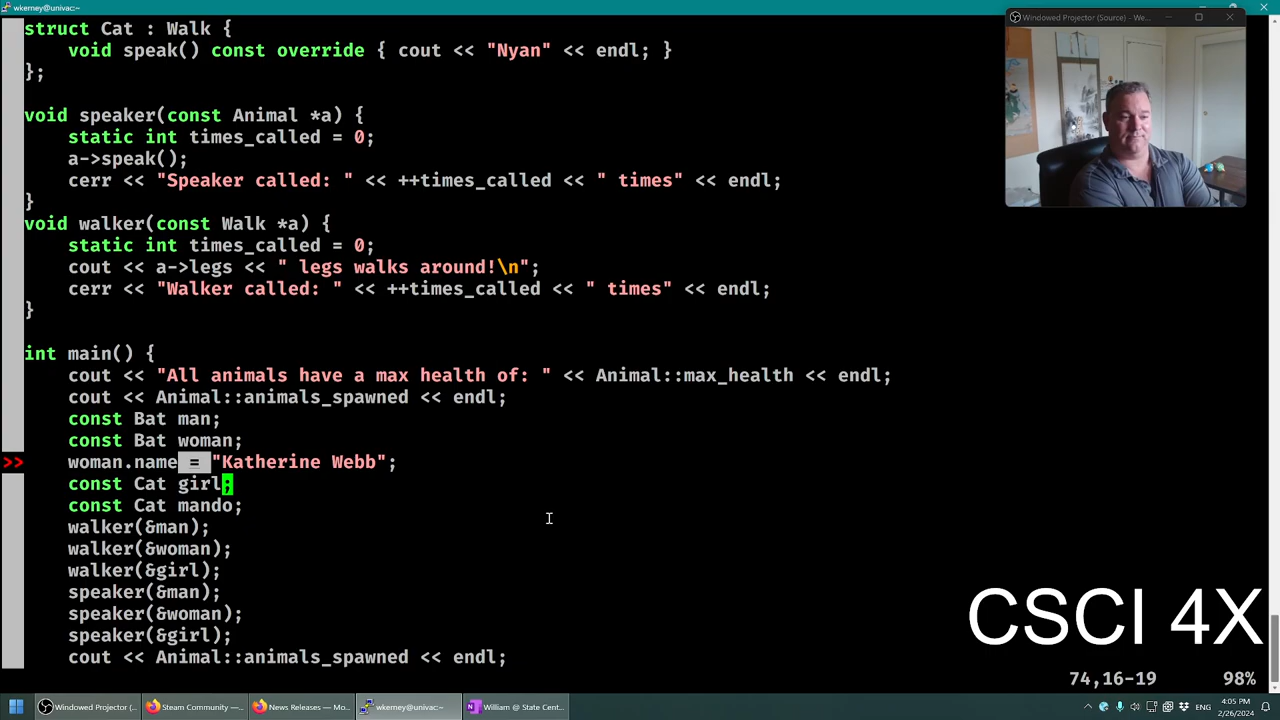 wkerney@univac:~
struct Cat : Walk {
void speak() const override { cout << "Nyan" << endl; }
};
void speaker(const Animal *a) {
static int times_called = 0;
a->speak();
cerr << "Speaker called: " << ++times_called << " times" << endl;
}
void walker(const Walk *a) {
static int times_called = 0;
cout << a->legs << " legs walks around!\n";
cerr << "Walker called: " << ++times_called << " times" << endl;
}
int main() {
cout << "All animals have a max health of: " << Animal::max_health << endl;
cout << Animal::animals_spawned << endl;
const Bat man;
const Bat woman;
>> woman.name = "Katherine Webb";
const Cat girl;
const Cat mando;
walker(&man);
walker(&woman);
walker(&girl);
speaker(&man);
speaker(&woman);
speaker(&girl);
cout << Animal::animals_spawned << endl;
Windowed Projector (Source) - We...
CSCI 4X
74,16-19 98%
Windowed Projector (... Steam Community —... News Releases — Mo... wkerney@univac:~ William @ State Cent...
4:05 PM
2/26/2024